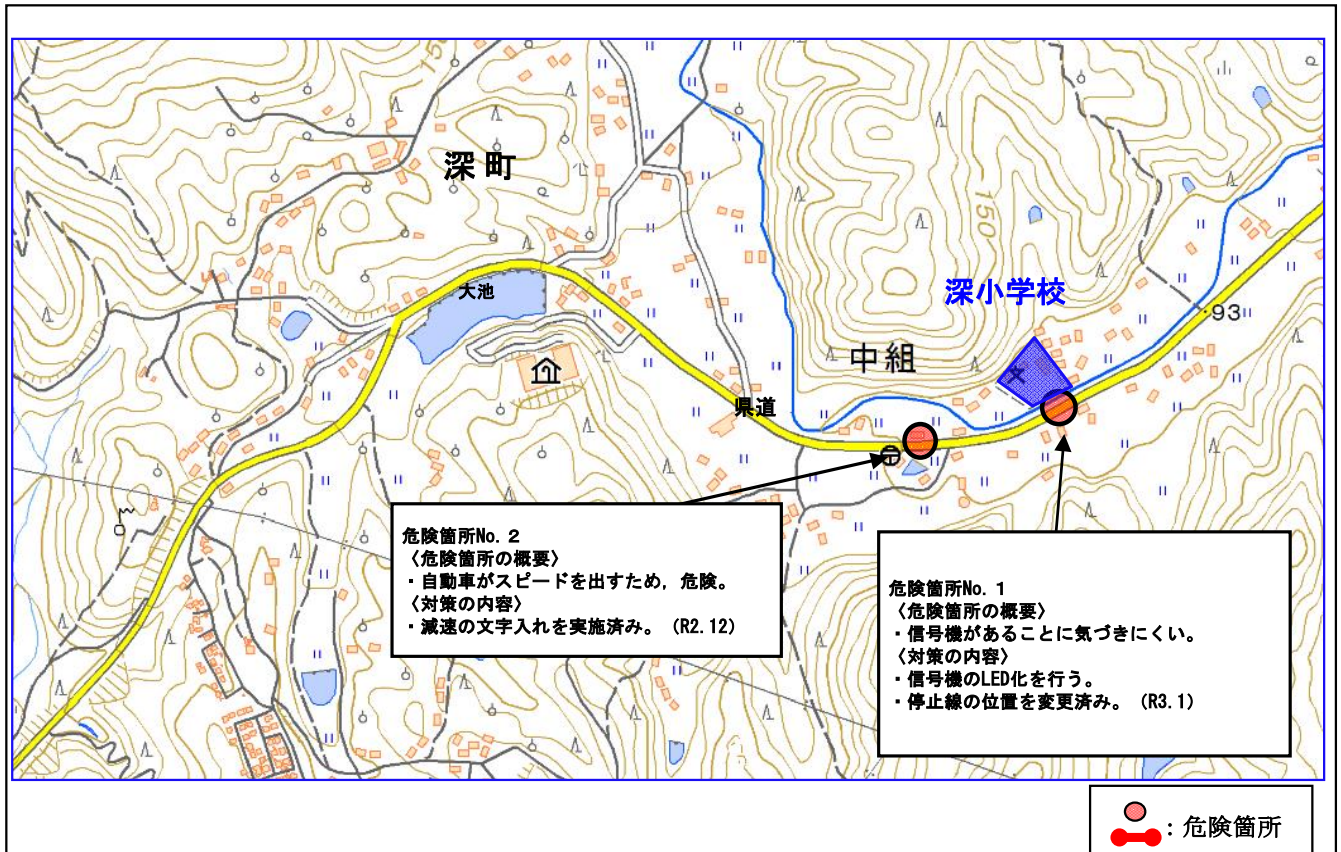 150
深町
大池
深小学校
150
93
中組
県道
危険箇所No. 2
〈危険箇所の概要〉
・自動車がスピードを出すため，危険。
〈対策の内容〉
・減速の文字入れを実施済み。（R2.12）
危険箇所No. 1
〈危険箇所の概要〉
・信号機があることに気づきにくい。
〈対策の内容〉
・信号機のLED化を行う。
・停止線の位置を変更済み。（R3.1）
：危険箇所